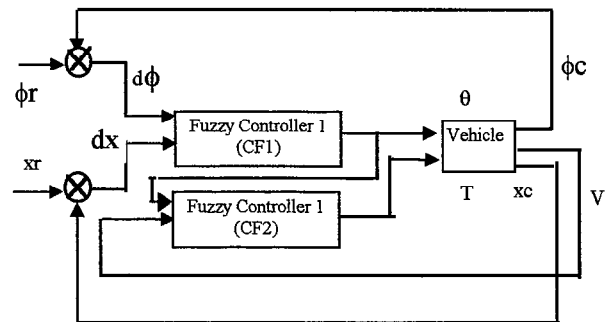 ϕc
θ
dϕ
ϕr
Fuzzy Controller 1
(CF1)
Vehicle
dx
xr
Fuzzy Controller 1
(CF2)
T
xc
V